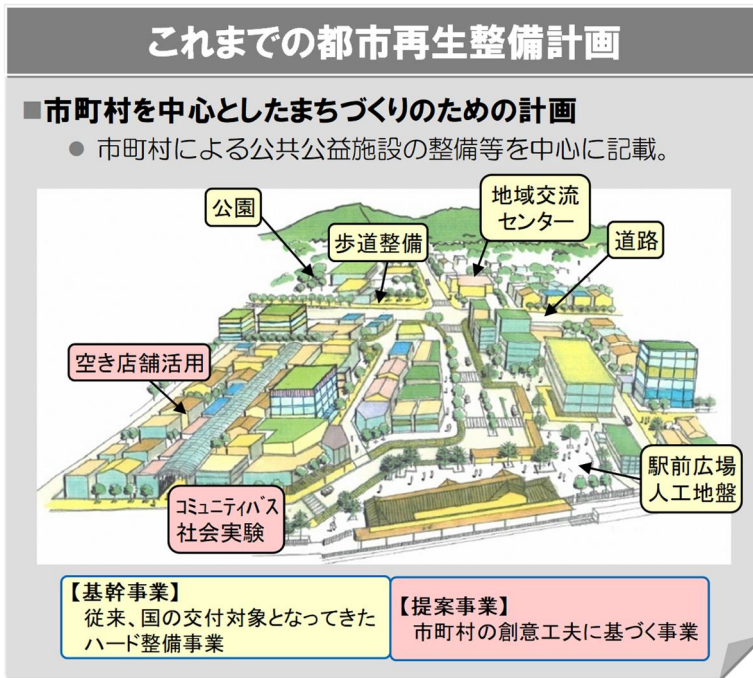 これまでの都市再生整備計画
■市町村を中心としたまちづくりのための計画
● 市町村による公共公益施設の整備等を中心に記載。
公園
歩道整備
地域交流
センター
道路
空き店舗活用
コミュニティバス
社会実験
駅前広場
人工地盤
【基幹事業】
従来、国の交付対象となってきた
ハード整備事業
【提案事業】
市町村の創意工夫に基づく事業